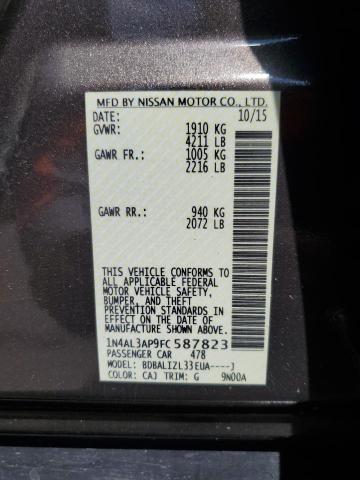 MFD BY NISSAN MOTOR CO., LTD.
DATE: 10/15
GVWR: 1910 KG
4211 LB
GAWR FR.: 1005 KG
2216 LB
GAWR RR.: 940 KG
2072 LB
THIS VEHICLE CONFORMS TO
ALL APPLICABLE FEDERAL
MOTOR VEHICLE SAFETY,
BUMPER, AND THEFT
PREVENTION STANDARDS
IN EFFECT ON THE DATE OF
MANUFACTURE SHOWN ABOVE.
1N4AL3AP9FC587823
PASSENGER CAR 478
MODEL: BDBALIZL33EUA----J
COLOR: CAJ TRIM: G 9N00A